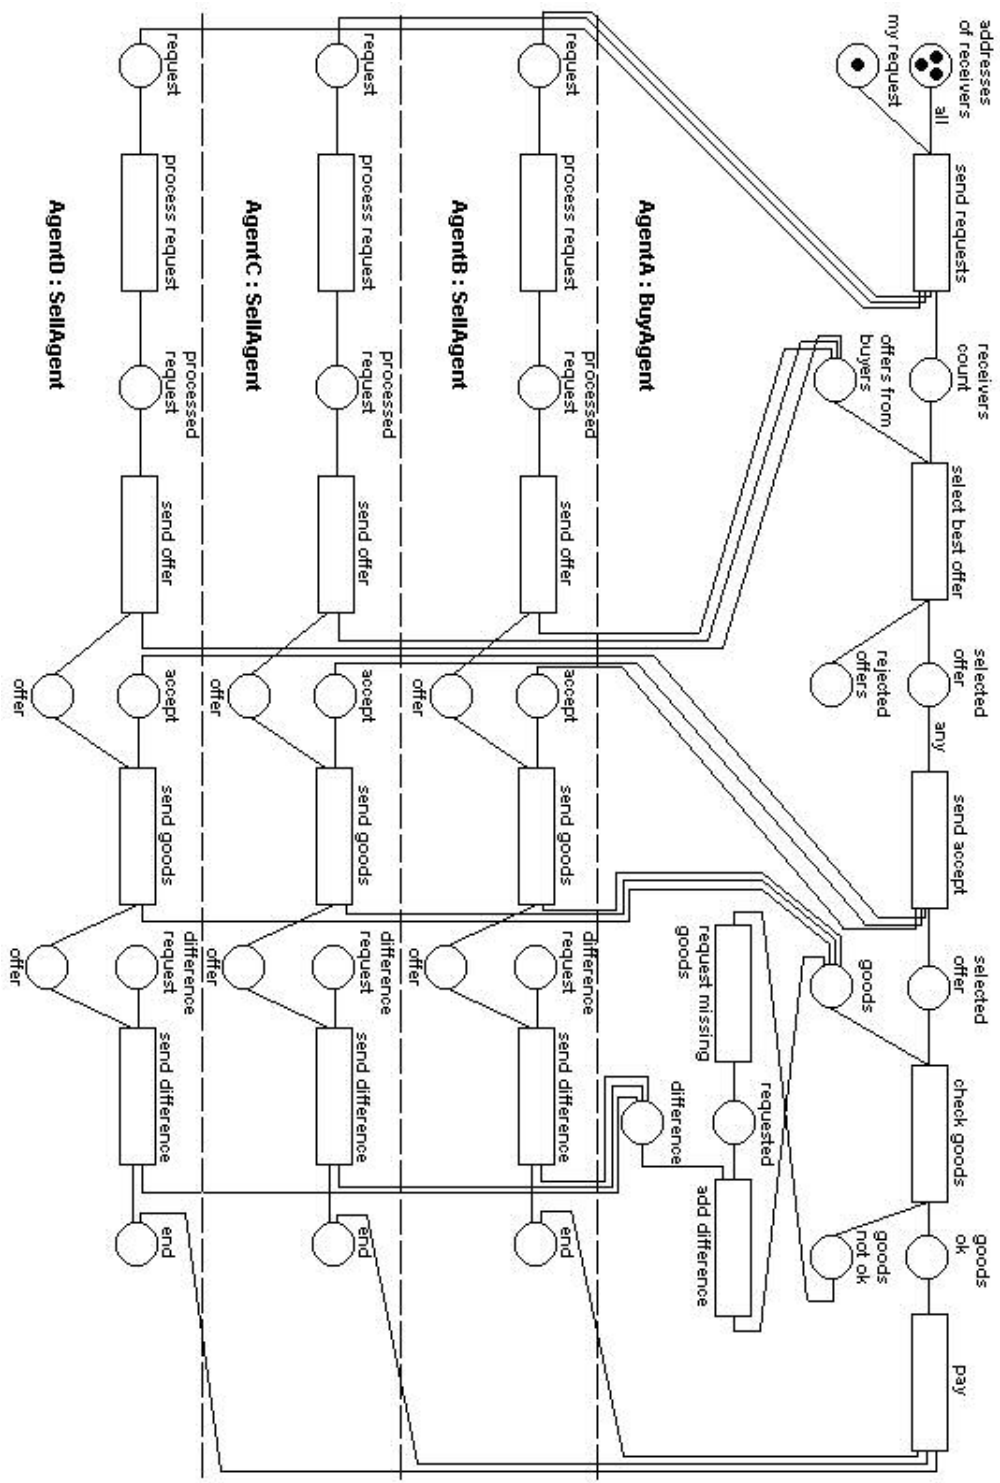 addresses
of receivers
my request
all
send requests
receivers
count
offers from
buyers
select best offer
selected
offer
rejected
offers
any
send accept
selected
offer
goods
check goods
goods
ok
goods
not ok
pay
request missing
goods
requested
difference
add difference
AgentA : BuyAgent
request
process request
processed
request
send offer
offer
accept
send goods
offer
difference
request
send difference
end
AgentB : SellAgent
request
process request
processed
request
send offer
offer
accept
send goods
offer
difference
request
send difference
end
AgentC : SellAgent
request
process request
processed
request
send offer
offer
accept
send goods
offer
difference
request
send difference
end
AgentD : SellAgent